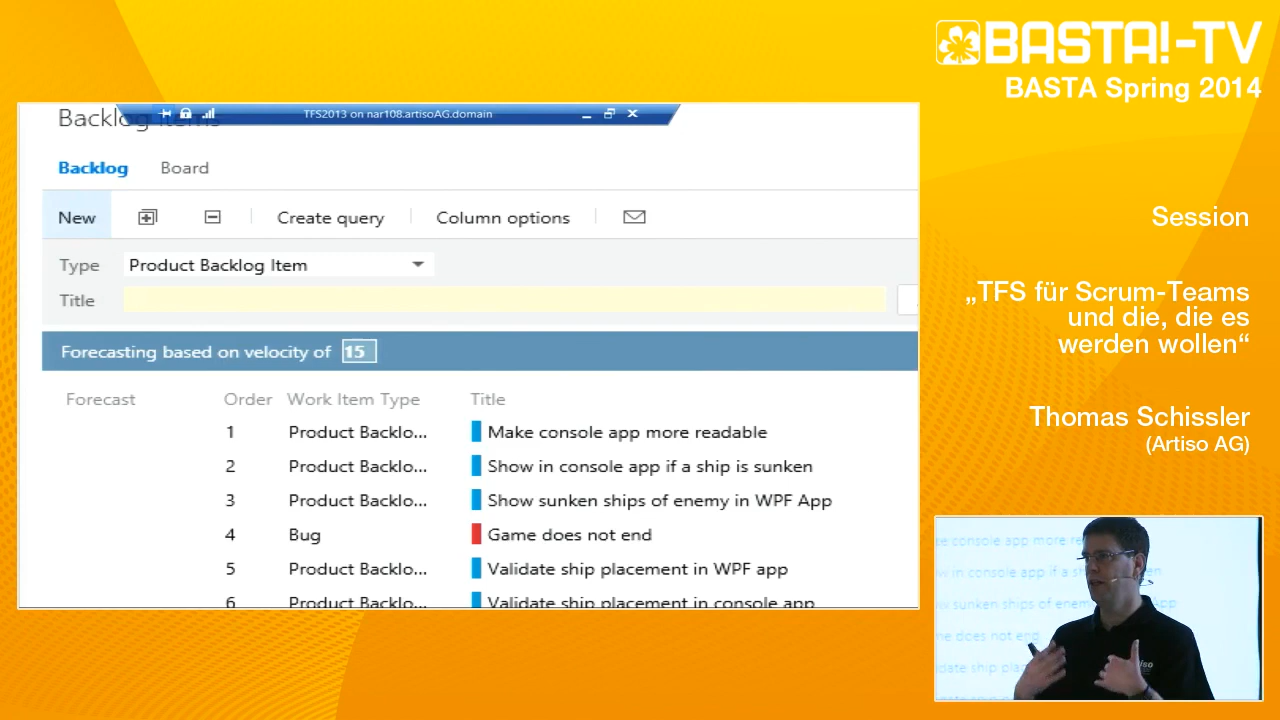 BASTA!-TV
BASTA Spring 2014
Backlog items
TFS2013 on nar108.artisoAG.domain
Backlog Board
New Create query Column options
Type Product Backlog Item
Title
Forecasting based on velocity of 15
Forecast Order Work Item Type Title
1 Product Backlo... Make console app more readable
2 Product Backlo... Show in console app if a ship is sunken
3 Product Backlo... Show sunken ships of enemy in WPF App
4 Bug Game does not end
5 Product Backlo... Validate ship placement in WPF app
6 Product Backlo... Validate ship placement in console app
Session
„TFS für Scrum-Teams
und die, die es
werden wollen“
Thomas Schissler
(Artiso AG)